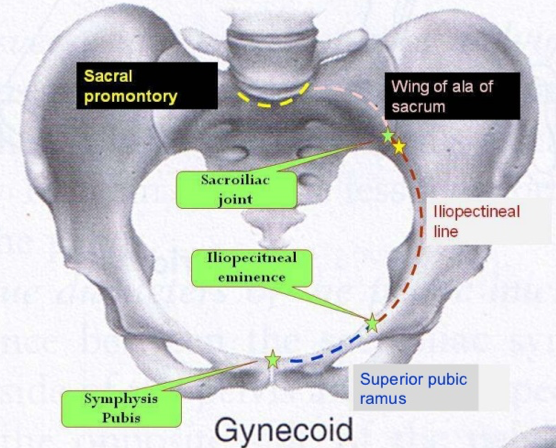 Sacral
promontory
Wing of ala of
sacrum
Sacroiliac
joint
Iliopectineal
line
Iliopecitneal
eminence
Superior pubic
ramus
Symphysis
Pubis
Gynecoid